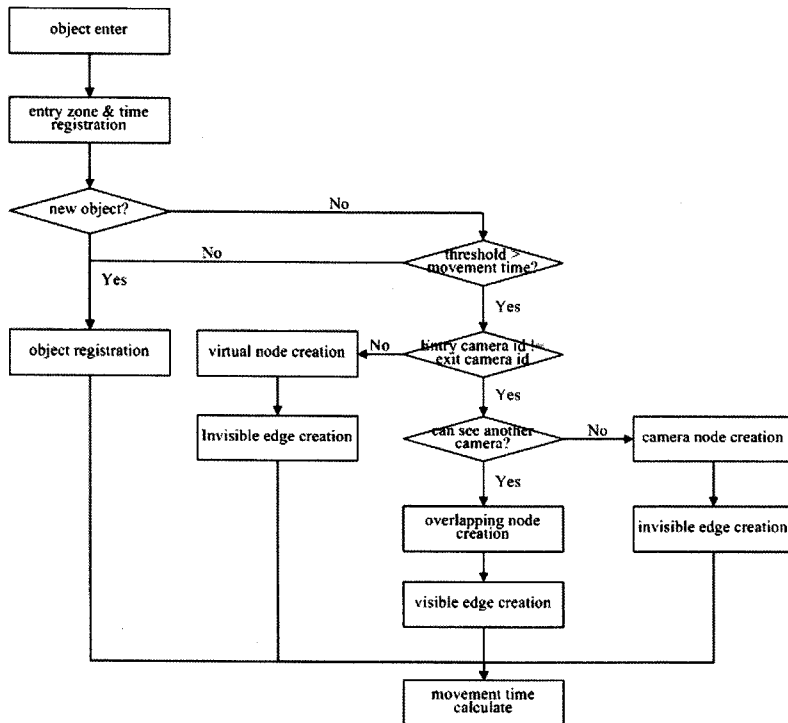 object enter
entry zone & time
registration
new object?
No
No
threshold >
movement time?
Yes
Yes
object registration
virtual node creation
No
Entry camera id !=
exit camera id
Yes
Invisible edge creation
can see another
camera?
No
camera node creation
Yes
overlapping node
creation
invisible edge creation
visible edge creation
movement time
calculate